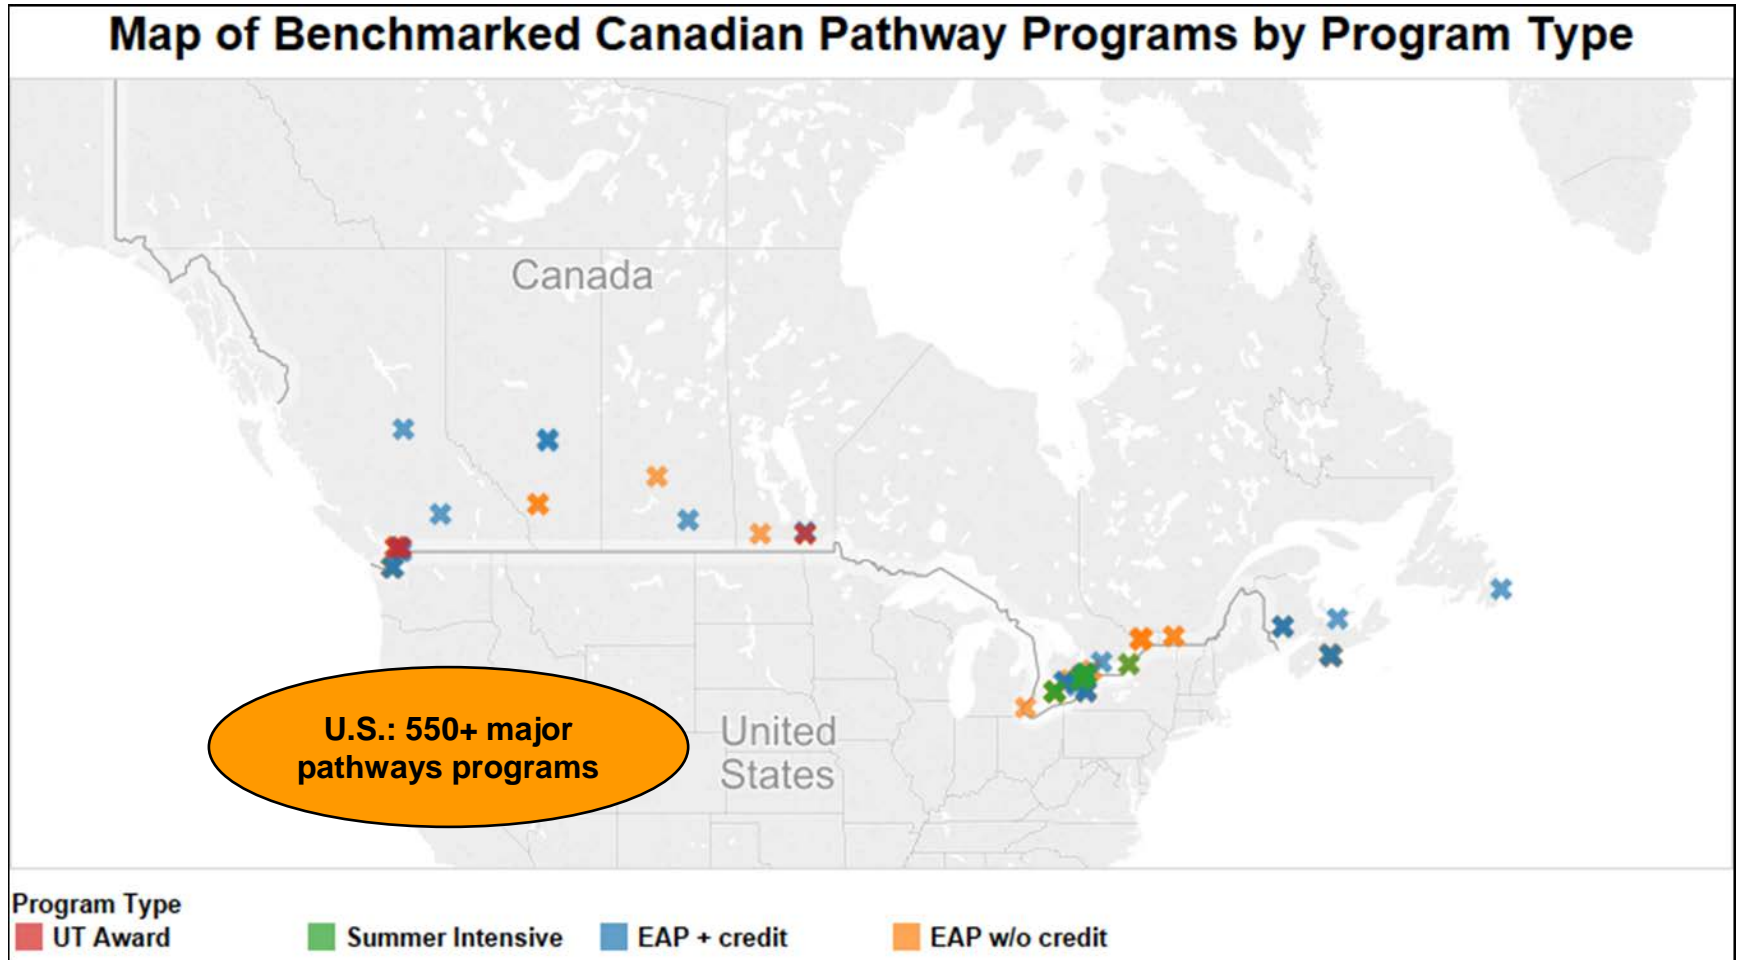 Map of Benchmarked Canadian Pathway Programs by Program Type
Canada
United
States
U.S.: 550+ major
pathways programs
Program Type
UT Award
Summer Intensive
EAP + credit
EAP w/o credit